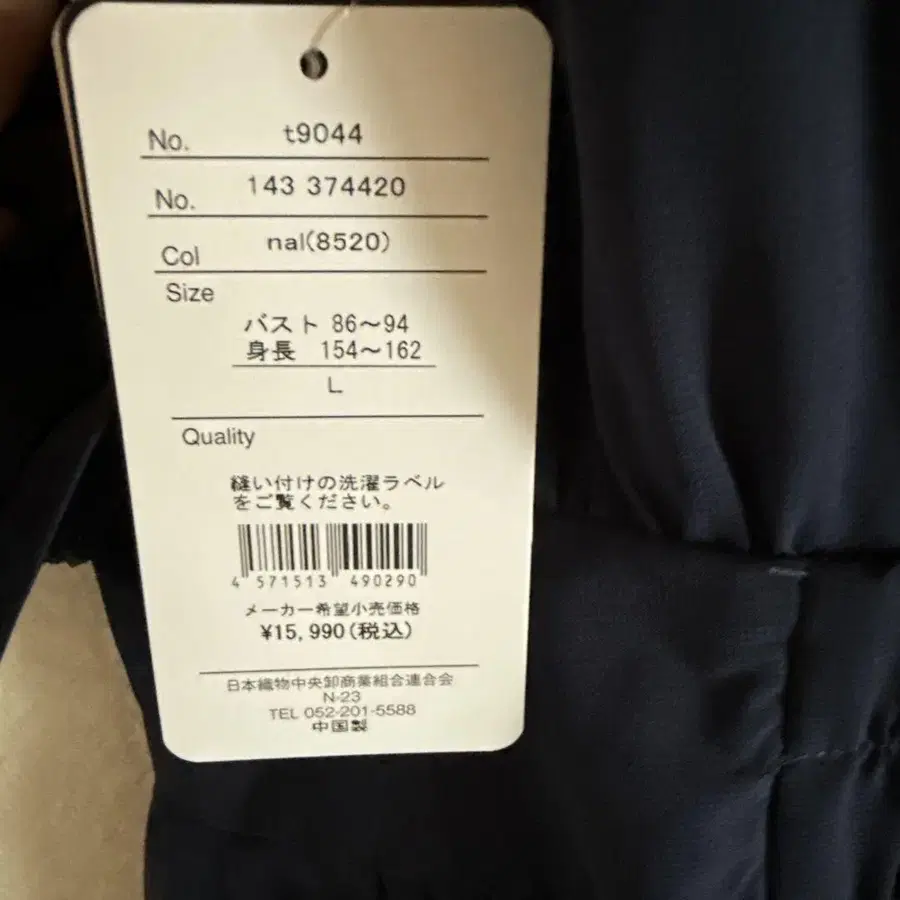 No. t9044
No. 143 374420
Col nal(8520)
Size
バスト 86〜94
身長 154〜162
L
Quality
縫い付けの洗濯ラベル
をご覧ください。
4 571513 490290
メーカー希望小売価格
¥15,990(税込)
日本織物中央卸商業組合連合会
N-23
TEL 052-201-5588
中国製